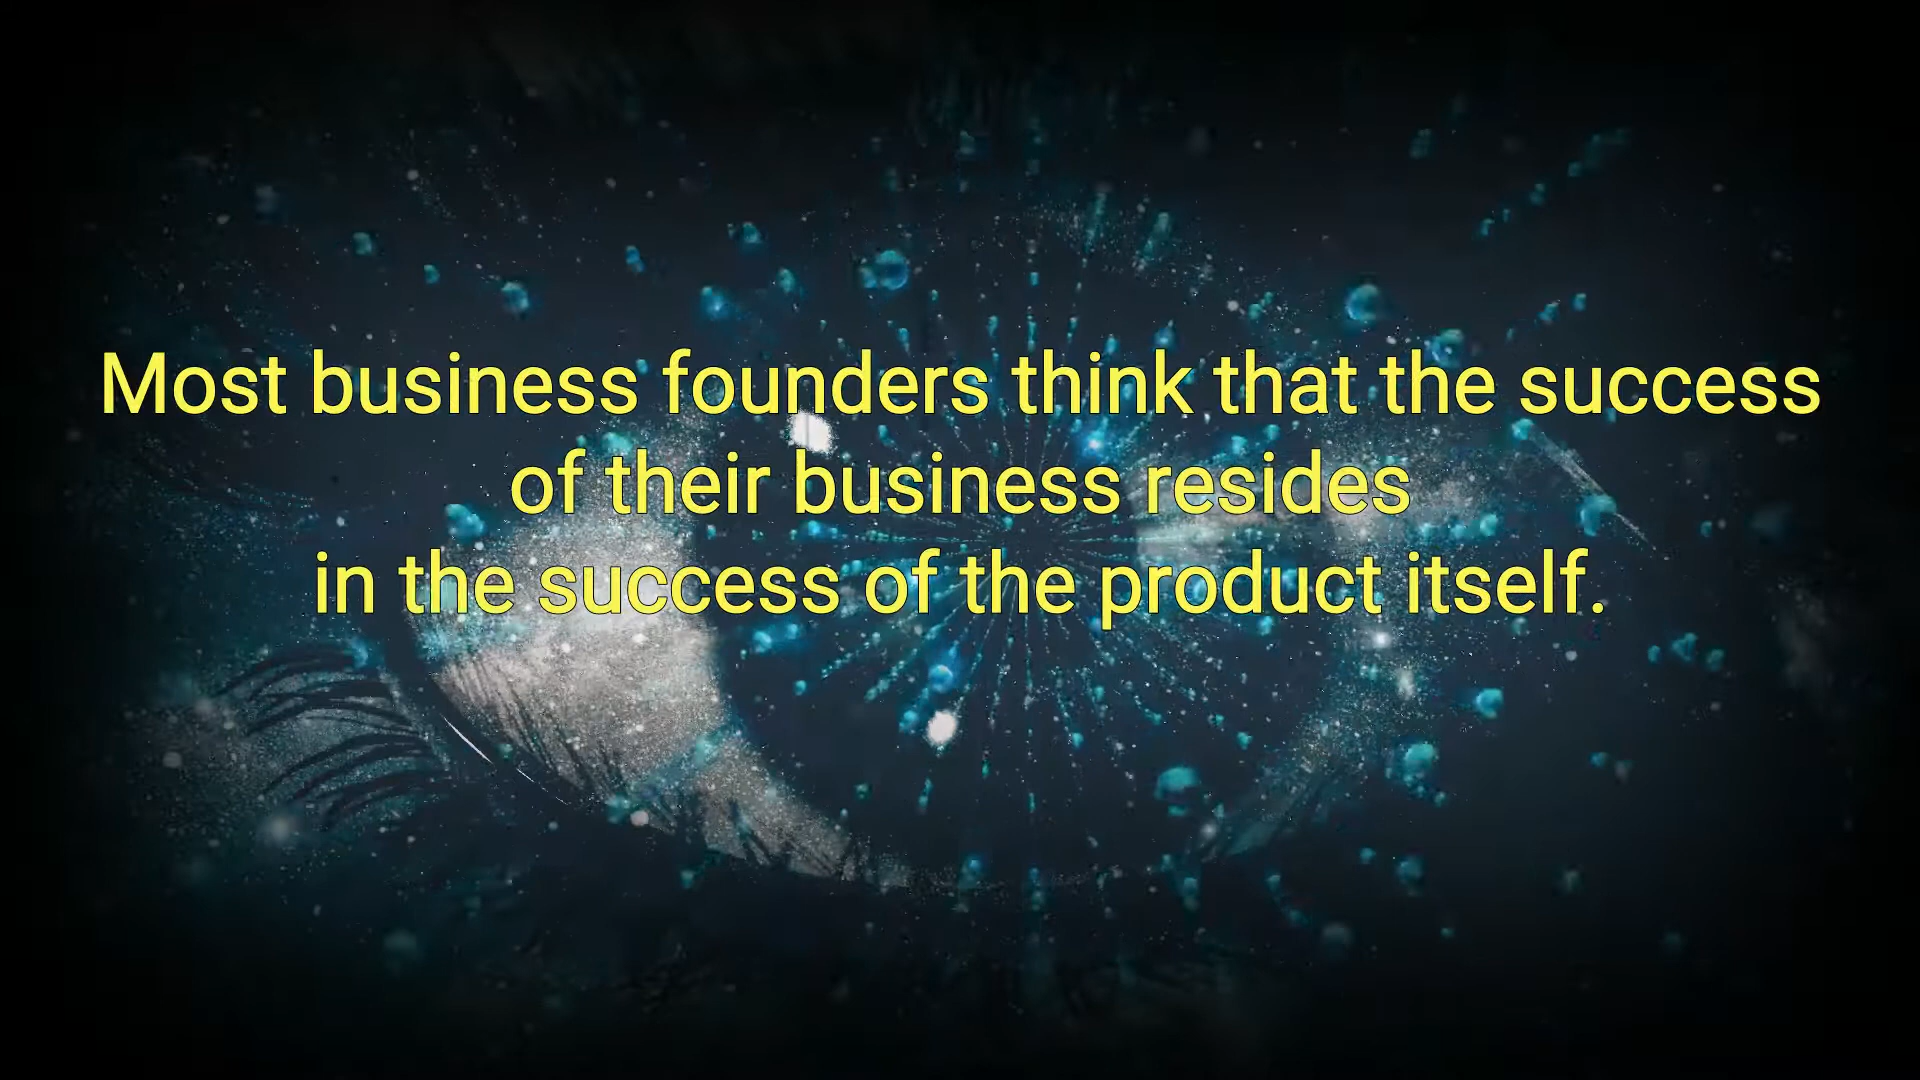 Most business founders think that the success
of their business resides
in the success of the product itself.